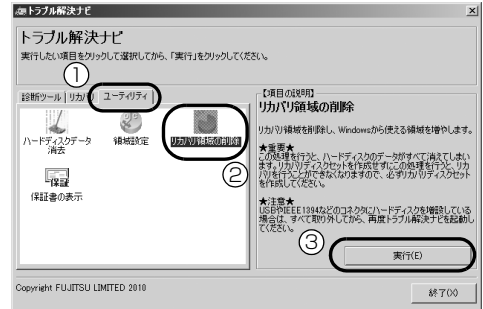 トラブル解決ナビ
トラブル解決ナビ
実行したい項目をクリックして選択してから、「実行」をクリックしてください。
①
診断ツール リカバリ ユーティリティ
ハードディスクデータ消去
領域設定
リカバリ領域の削除
②
保証
保証書の表示
【項目の説明】
リカバリ領域の削除
リカバリ領域を削除し、Windowsから使える領域を増やします。
★重要★
この処理を行うと、ハードディスクのデータがすべて消えてしまい
ます。リカバリディスクセットを作成せずにこの処理を行うと、リカ
バリを行うことができなくなりますので、必ずリカバリディスクセット
を作成してください。
★注意★
USBやIEEE1394などのコネクタにハードディスクを増設している
場合は、すべて取り外してから、再度トラブル解決ナビを起動し
てください。
③
実行(E)
Copyright FUJITSU LIMITED 2010
終了(X)